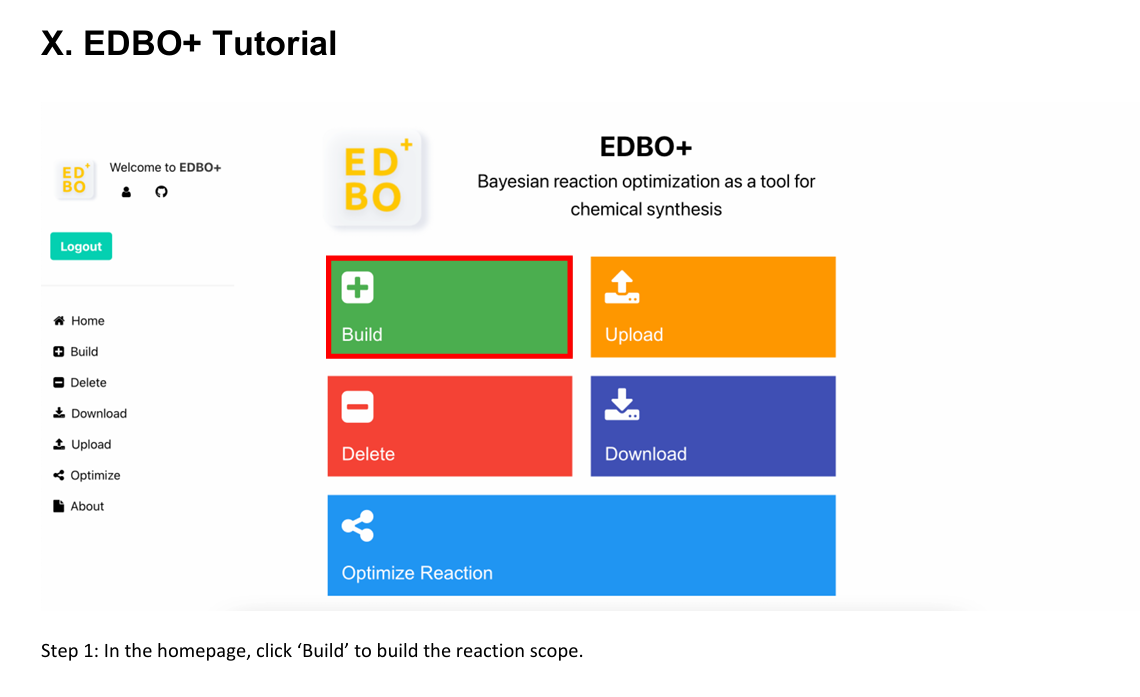 X. EDBO+ Tutorial
ED+
BO
Welcome to EDBO+
Logout
Home
Build
Delete
Download
Upload
Optimize
About
ED+
BO
EDBO+
Bayesian reaction optimization as a tool for
chemical synthesis
Build
Upload
Delete
Download
Optimize Reaction
Step 1: In the homepage, click ‘Build’ to build the reaction scope.